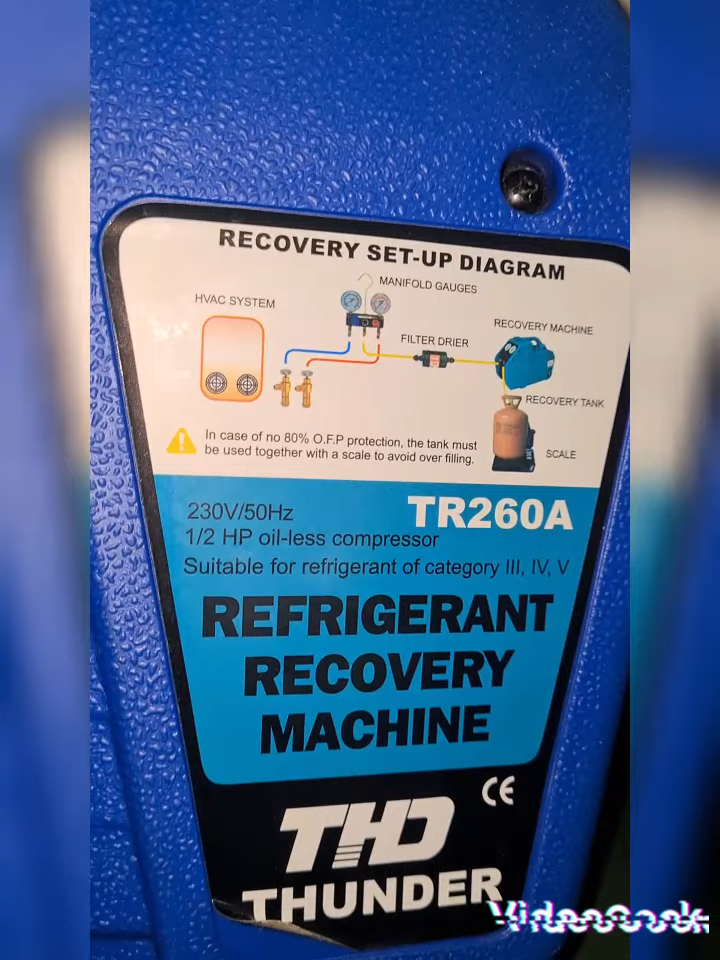 RECOVERY SET-UP DIAGRAM
MANIFOLD GAUGES
HVAC SYSTEM
FILTER DRIER
RECOVERY MACHINE
RECOVERY TANK
SCALE
In case of no 80% O.F.P protection, the tank must
be used together with a scale to avoid over filling.
230V/50Hz
TR260A
1/2 HP oil-less compressor
Suitable for refrigerant of category III, IV, V
REFRIGERANT
RECOVERY
MACHINE
CE
THD
THUNDER
VideoCook